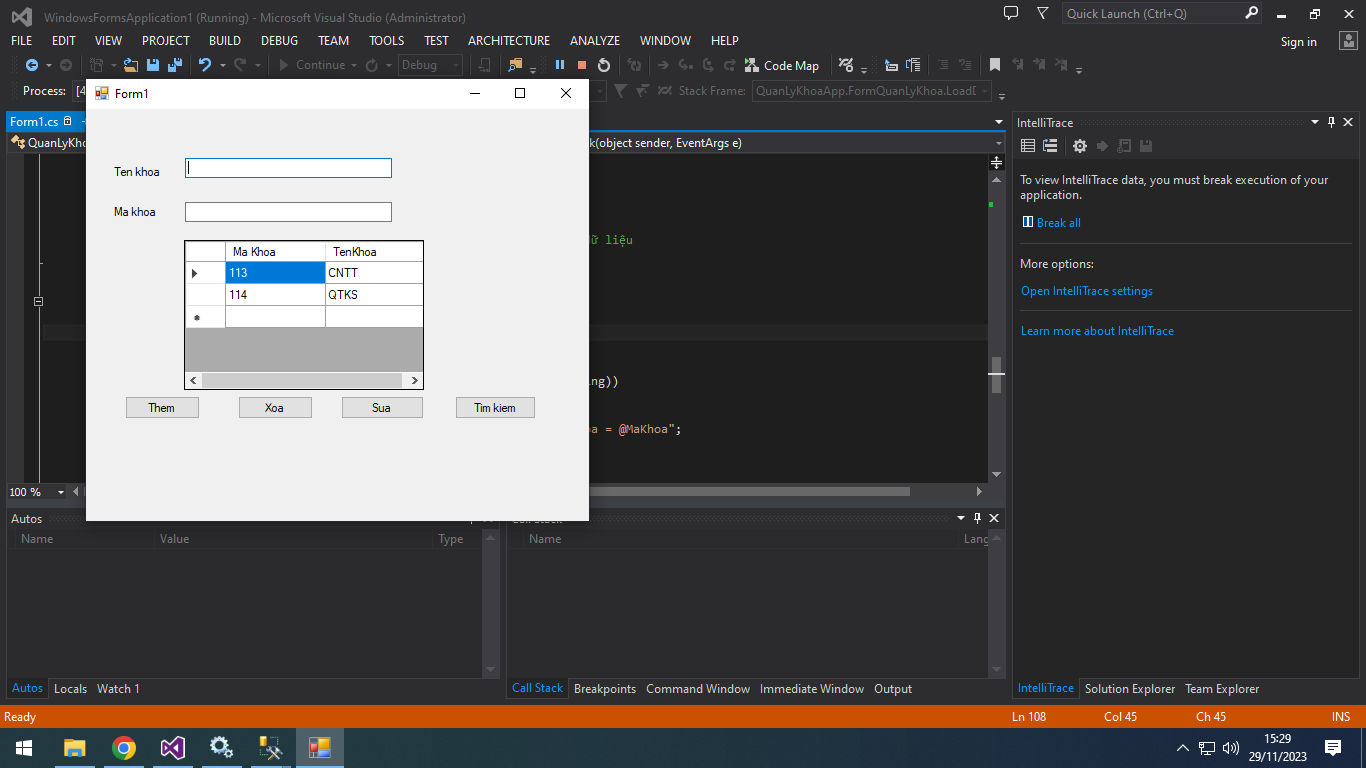 WindowsFormsApplication1 (Running) - Microsoft Visual Studio (Administrator)
Quick Launch (Ctrl+Q)
FILE EDIT VIEW PROJECT BUILD DEBUG TEAM TOOLS TEST ARCHITECTURE ANALYZE WINDOW HELP
Sign in
Continue
Debug
Code Map
Process:
Stack Frame:
QuanLyKhoaApp.FormQuanLyKhoa.LoadD
Form1.cs
(object sender, EventArgs e)
Form1
Ten khoa
Ma khoa
Ma Khoa TenKhoa
113 CNTT
114 QTKS
Them Xoa Sua Tim kiem
liệu
= @MaKhoa";
100 %
IntelliTrace
To view IntelliTrace data, you must break execution of your
application.
Break all
More options:
Open IntelliTrace settings
Learn more about IntelliTrace
Autos
Name Value Type
Name Lang
Autos Locals Watch 1
Call Stack Breakpoints Command Window Immediate Window Output
IntelliTrace Solution Explorer Team Explorer
Ready
Ln 108 Col 45 Ch 45 INS
15:29
29/11/2023